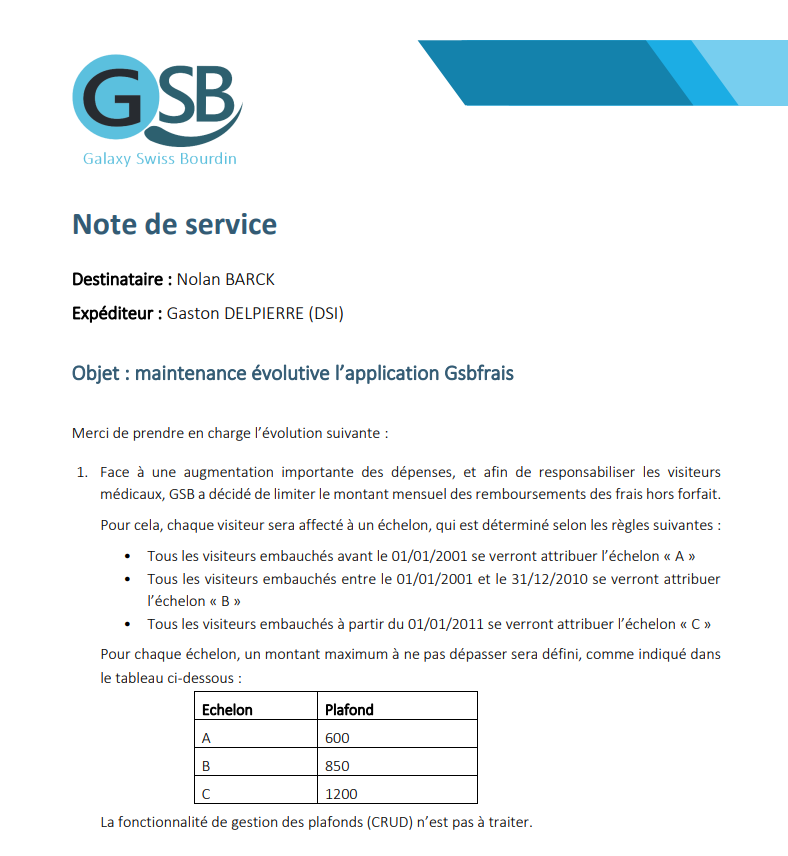 GSB
Galaxy Swiss Bourdin
Note de service
Destinataire : Nolan BARCK
Expéditeur : Gaston DELPIERRE (DSI)
Objet : maintenance évolutive l’application Gsbfrais
Merci de prendre en charge l’évolution suivante :
1. Face à une augmentation importante des dépenses, et afin de responsabiliser les visiteurs
médicaux, GSB a décidé de limiter le montant mensuel des remboursements des frais hors forfait.
Pour cela, chaque visiteur sera affecté à un échelon, qui est déterminé selon les règles suivantes :
• Tous les visiteurs embauchés avant le 01/01/2001 se verront attribuer l’échelon « A »
• Tous les visiteurs embauchés entre le 01/01/2001 et le 31/12/2010 se verront attribuer
l’échelon « B »
• Tous les visiteurs embauchés à partir du 01/01/2011 se verront attribuer l’échelon « C »
Pour chaque échelon, un montant maximum à ne pas dépasser sera défini, comme indiqué dans
le tableau ci-dessous :
Echelon Plafond
A 600
B 850
C 1200
La fonctionnalité de gestion des plafonds (CRUD) n’est pas à traiter.